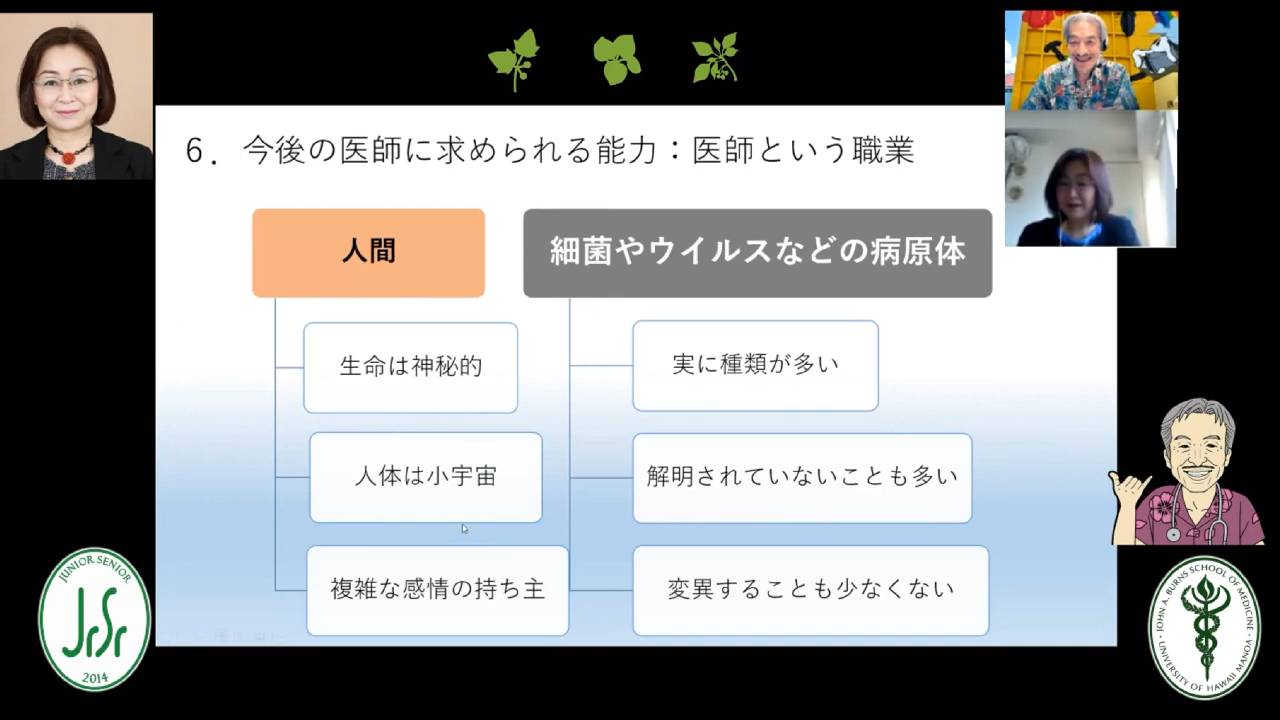 6．今後の医師に求められる能力：医師という職業
人間
細菌やウイルスなどの病原体
生命は神秘的
実に種類が多い
人体は小宇宙
解明されていないことも多い
複雑な感情の持ち主
変異することも少なくない
JUNIOR SENIOR
JrSr
2014
JOHN A. BURNS SCHOOL OF MEDICINE
UNIVERSITY OF HAWAII MANOA